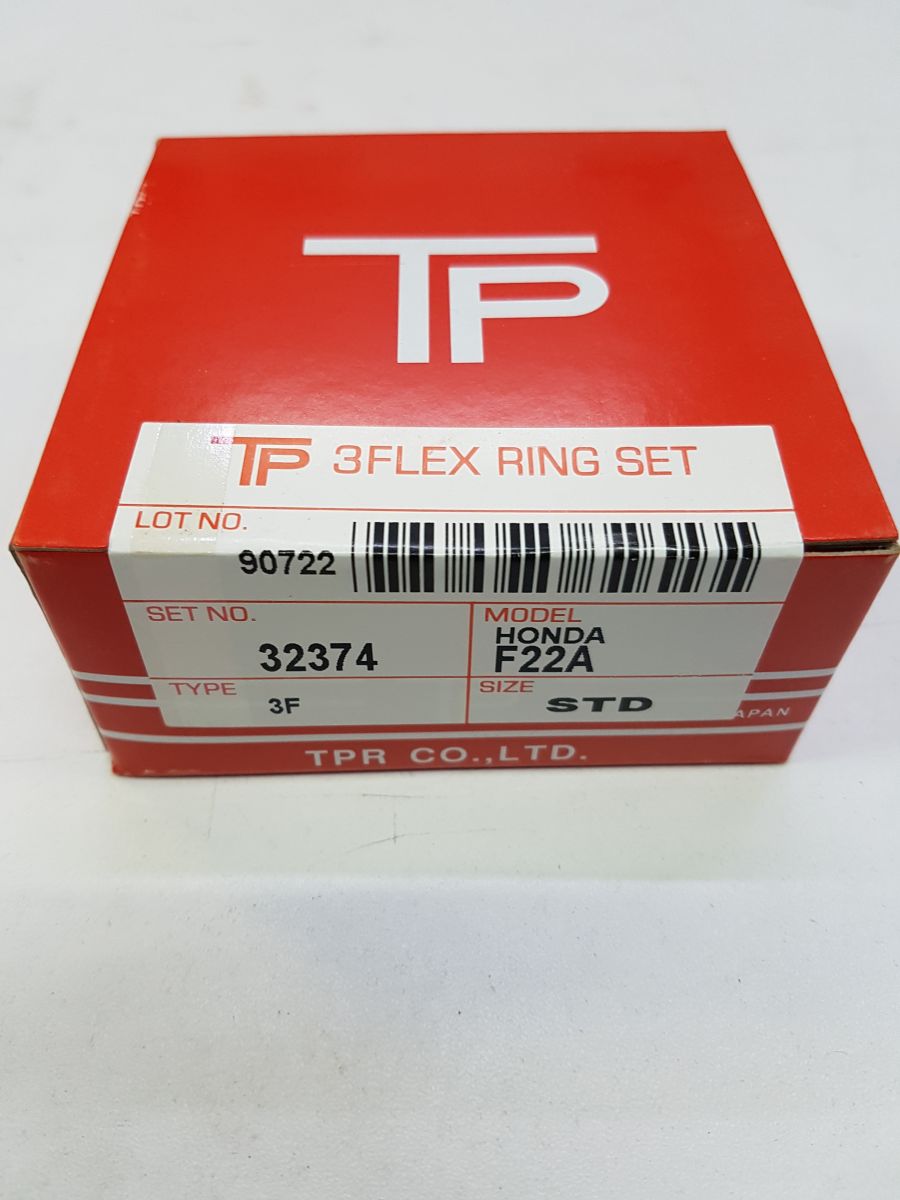 TP
TP 3FLEX RING SET
LOT NO.
90722
SET NO.
32374
MODEL
HONDA
F22A
TYPE
3F
SIZE
STD
APAN
TPR CO.,LTD.